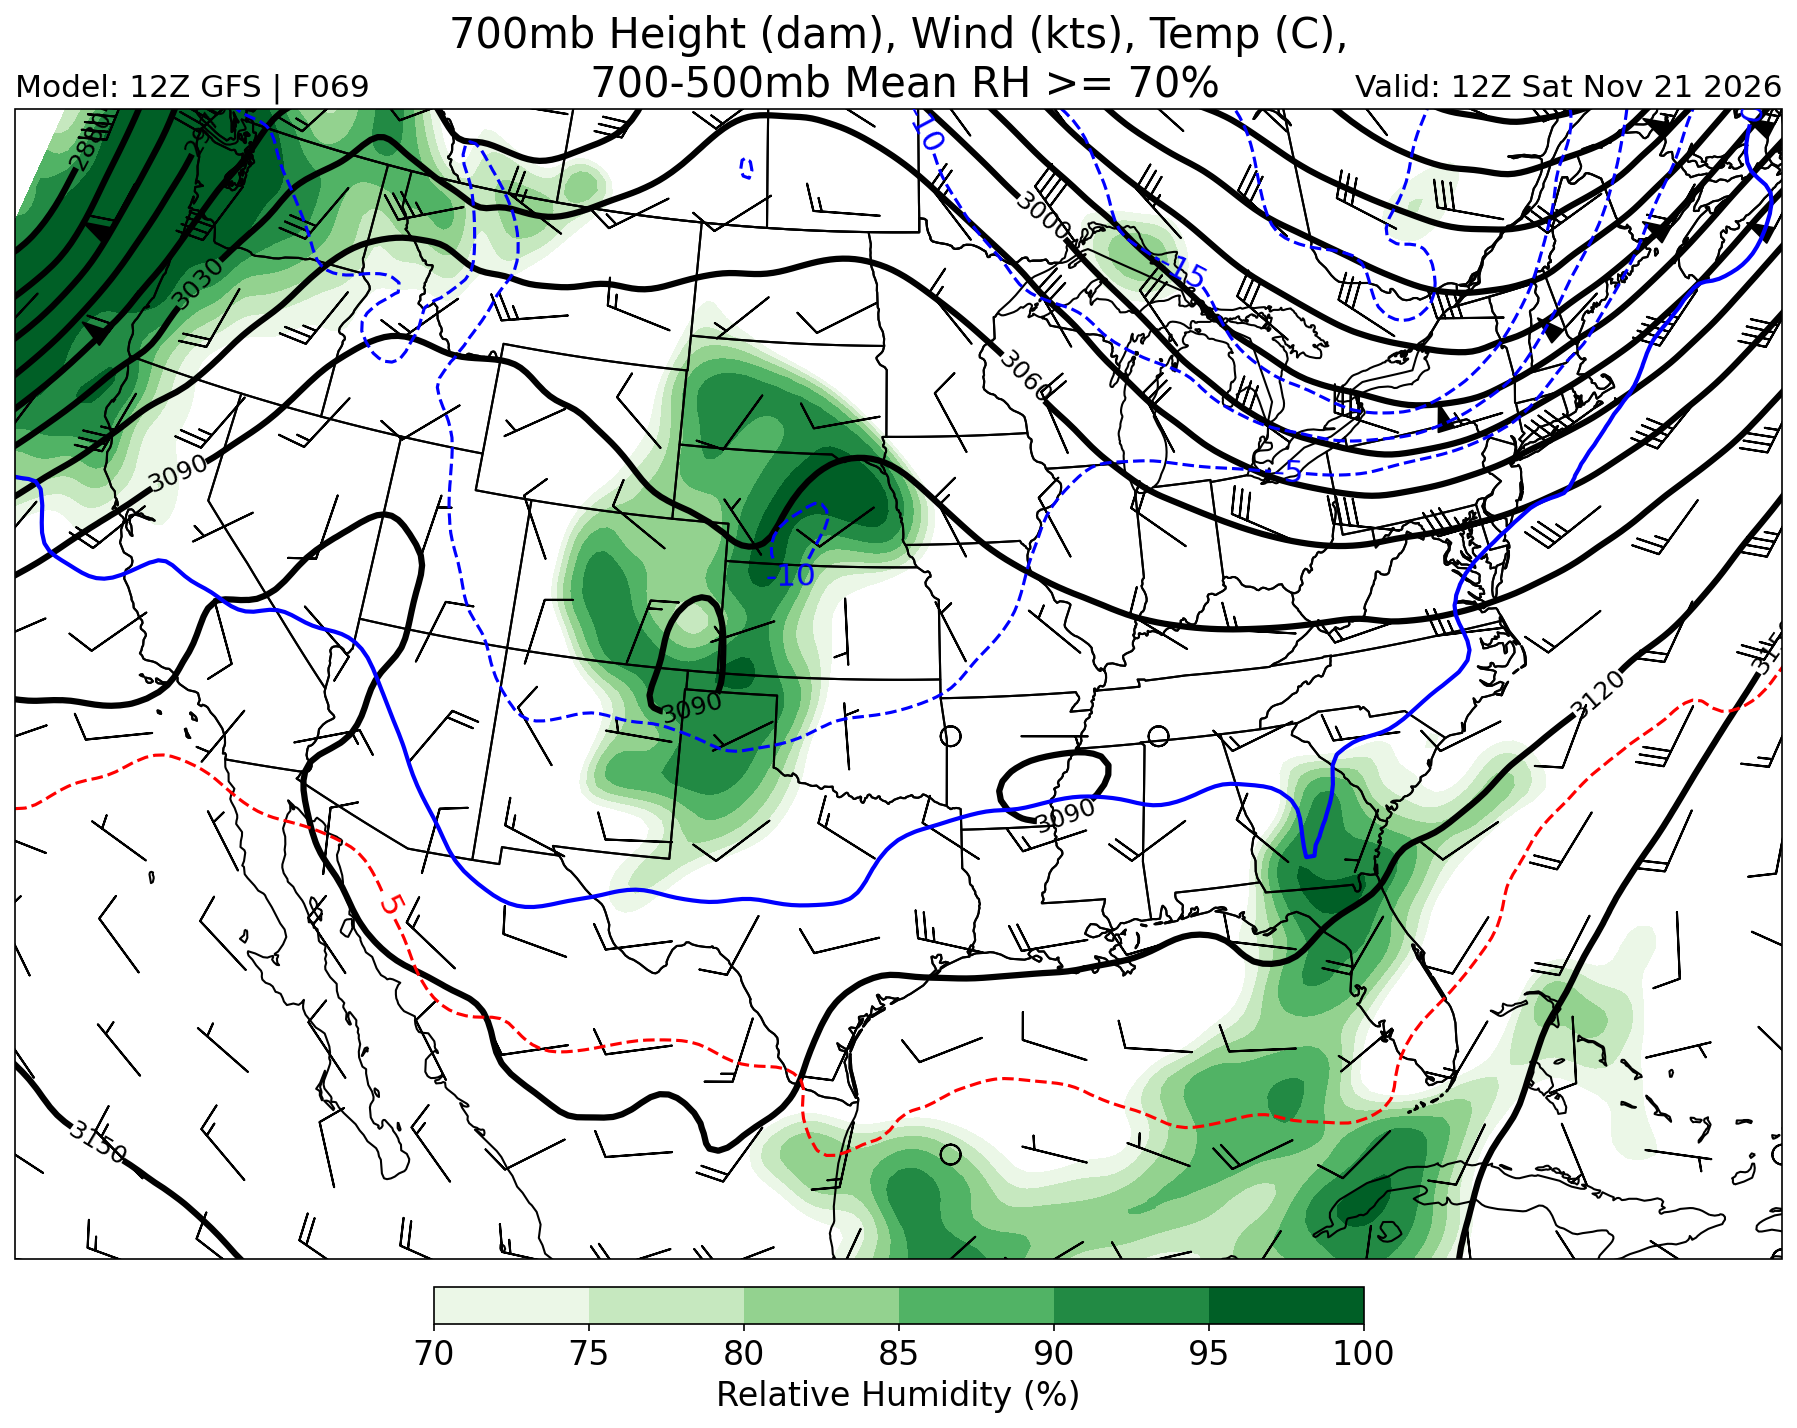 700mb Height (dam), Wind (kts), Temp (C),
700-500mb Mean RH >= 70%
Model: 12Z GFS | F069
Valid: 12Z Sat Nov 21 2026
2880
-10
3000
-15
3030
3060
3090
-5
-10
3090
3120
3090
5
3150
70 75 80 85 90 95 100
Relative Humidity (%)